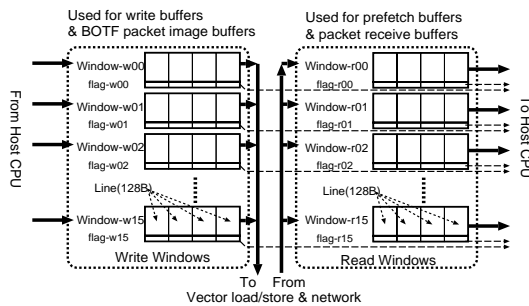 Used for write buffers
& BOTF packet image buffers
Used for prefetch buffers
& packet receive buffers
From Host CPU
Window-w00
flag-w00
Window-w01
flag-w01
Window-w02
flag-w02
Line(128B)
Window-w15
flag-w15
Write Windows
Window-r00
flag-r00
Window-r01
flag-r01
Window-r02
flag-r02
Line(128B)
Window-r15
flag-r15
Read Windows
To Host CPU
To From
Vector load/store & network